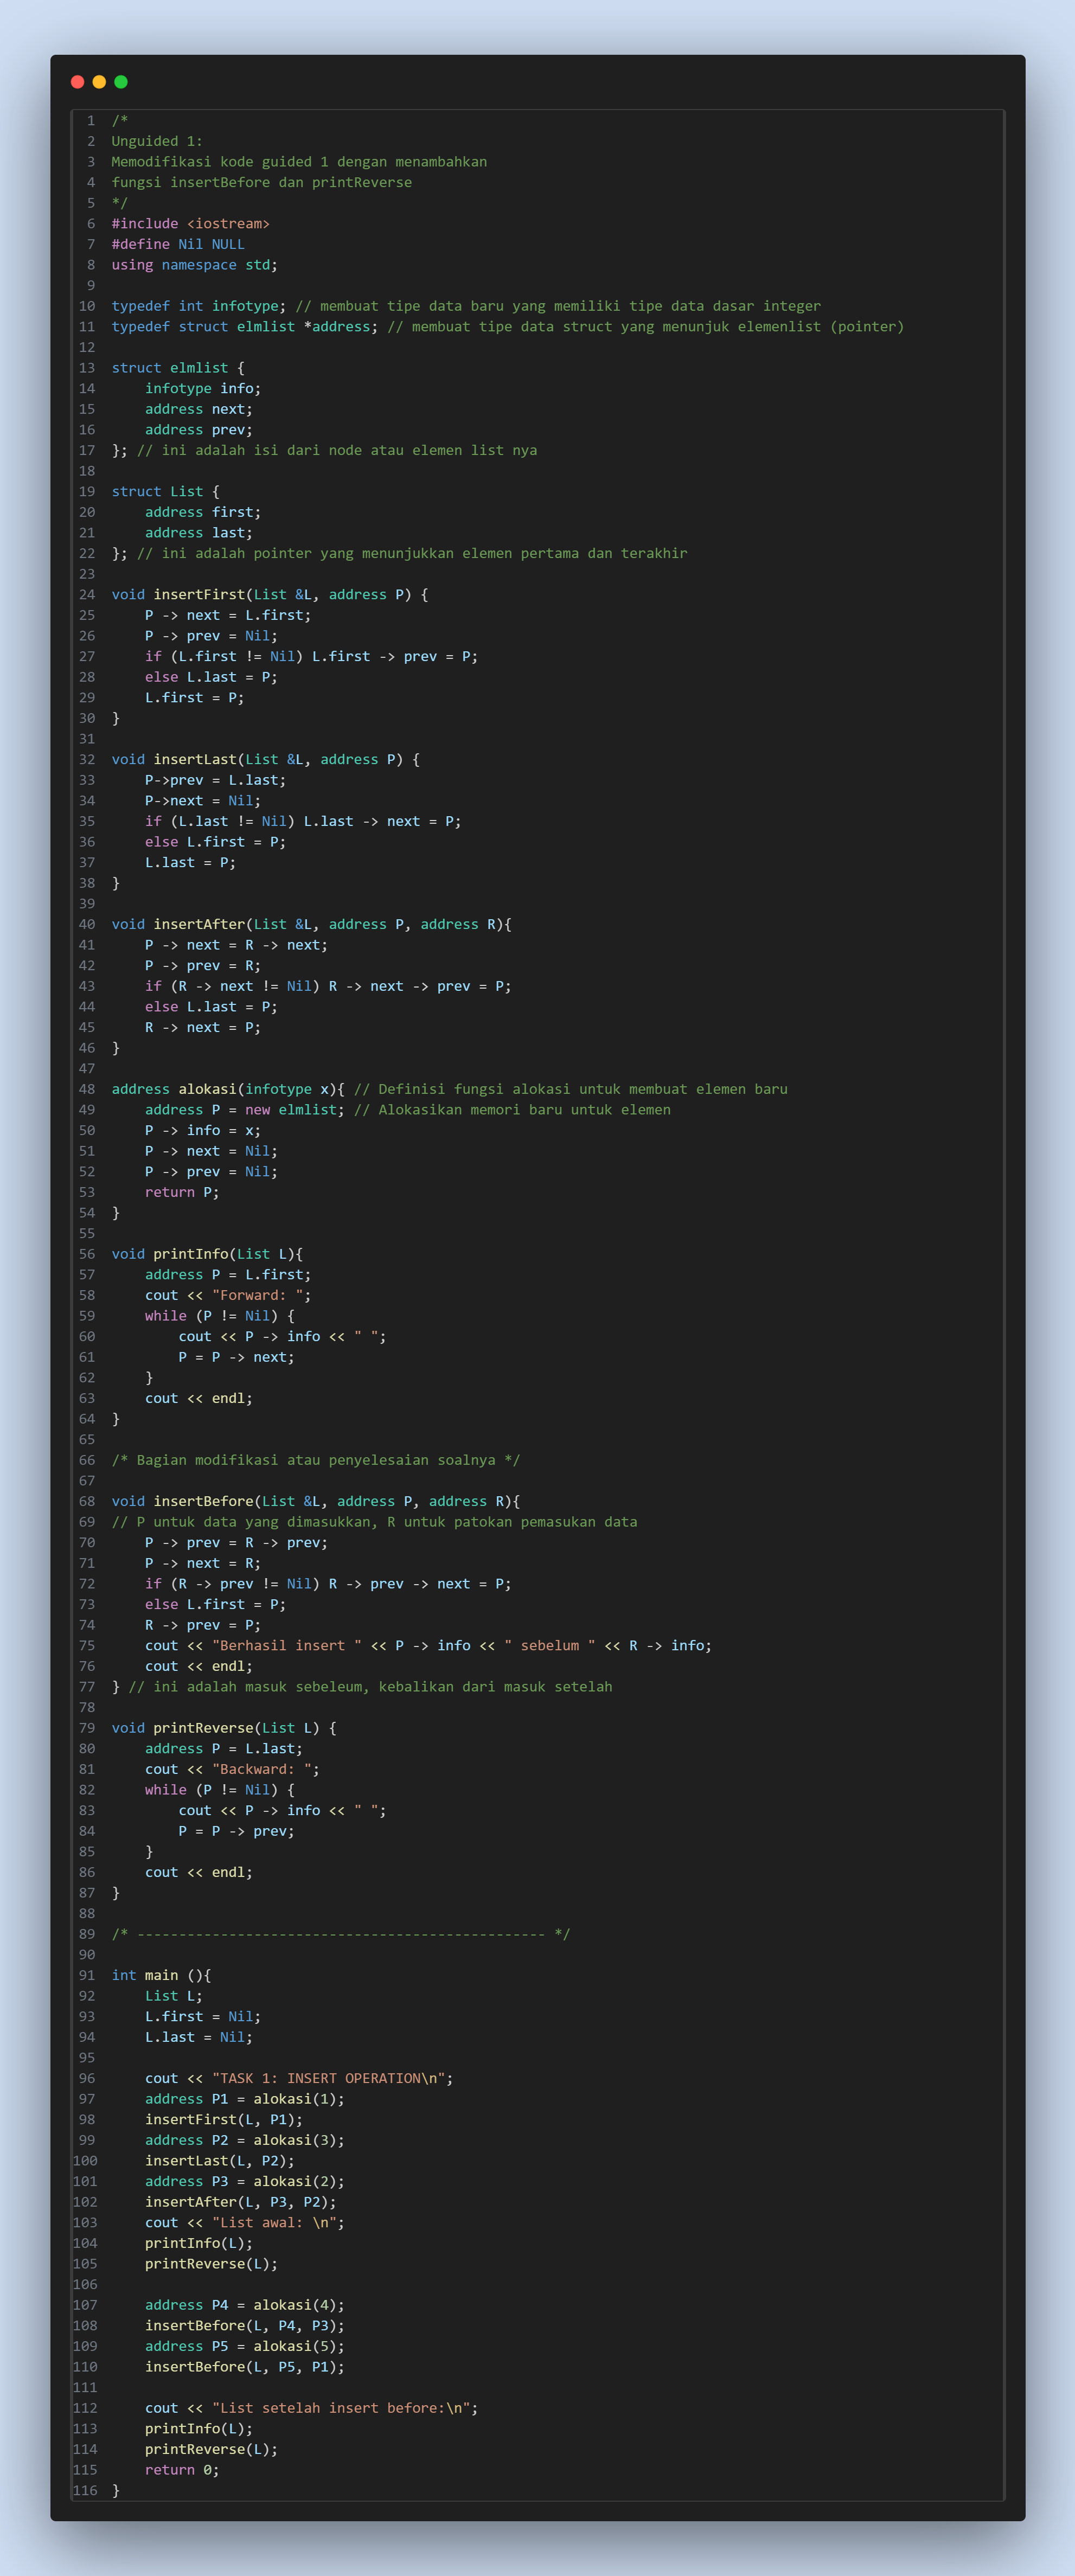 1 /*
2 Unguided 1:
3 Memodifikasi kode guided 1 dengan menambahkan
4 fungsi insertBefore dan printReverse
5 */
6 #include <iostream>
7 #define Nil NULL
8 using namespace std;
9
10 typedef int infotype; // membuat tipe data baru yang memiliki tipe data dasar integer
11 typedef struct elmlist *address; // membuat tipe data struct yang menunjuk elemenlist (pointer)
12
13 struct elmlist {
14     infotype info;
15     address next;
16     address prev;
17 }; // ini adalah isi dari node atau elemen list nya
18
19 struct List {
20     address first;
21     address last;
22 }; // ini adalah pointer yang menunjukkan elemen pertama dan terakhir
23
24 void insertFirst(List &L, address P) {
25     P -> next = L.first;
26     P -> prev = Nil;
27     if (L.first != Nil) L.first -> prev = P;
28     else L.last = P;
29     L.first = P;
30 }
31
32 void insertLast(List &L, address P) {
33     P->prev = L.last;
34     P->next = Nil;
35     if (L.last != Nil) L.last -> next = P;
36     else L.first = P;
37     L.last = P;
38 }
39
40 void insertAfter(List &L, address P, address R){
41     P -> next = R -> next;
42     P -> prev = R;
43     if (R -> next != Nil) R -> next -> prev = P;
44     else L.last = P;
45     R -> next = P;
46 }
47
48 address alokasi(infotype x){ // Definisi fungsi alokasi untuk membuat elemen baru
49     address P = new elmlist; // Alokasikan memori baru untuk elemen
50     P -> info = x;
51     P -> next = Nil;
52     P -> prev = Nil;
53     return P;
54 }
55
56 void printInfo(List L){
57     address P = L.first;
58     cout << "Forward: ";
59     while (P != Nil) {
60         cout << P -> info << " ";
61         P = P -> next;
62     }
63     cout << endl;
64 }
65
66 /* Bagian modifikasi atau penyelesaian soalnya */
67
68 void insertBefore(List &L, address P, address R){
69 // P untuk data yang dimasukkan, R untuk patokan pemasukan data
70     P -> prev = R -> prev;
71     P -> next = R;
72     if (R -> prev != Nil) R -> prev -> next = P;
73     else L.first = P;
74     R -> prev = P;
75     cout << "Berhasil insert " << P -> info << " sebelum " << R -> info;
76     cout << endl;
77 } // ini adalah masuk sebeleum, kebalikan dari masuk setelah
78
79 void printReverse(List L) {
80     address P = L.last;
81     cout << "Backward: ";
82     while (P != Nil) {
83         cout << P -> info << " ";
84         P = P -> prev;
85     }
86     cout << endl;
87 }
88
89 /* ------------------------------------------------- */
90
91 int main (){
92     List L;
93     L.first = Nil;
94     L.last = Nil;
95
96     cout << "TASK 1: INSERT OPERATION\n";
97     address P1 = alokasi(1);
98     insertFirst(L, P1);
99     address P2 = alokasi(3);
100     insertLast(L, P2);
101     address P3 = alokasi(2);
102     insertAfter(L, P3, P2);
103     cout << "List awal: \n";
104     printInfo(L);
105     printReverse(L);
106
107     address P4 = alokasi(4);
108     insertBefore(L, P4, P3);
109     address P5 = alokasi(5);
110     insertBefore(L, P5, P1);
111
112     cout << "List setelah insert before:\n";
113     printInfo(L);
114     printReverse(L);
115     return 0;
116 }